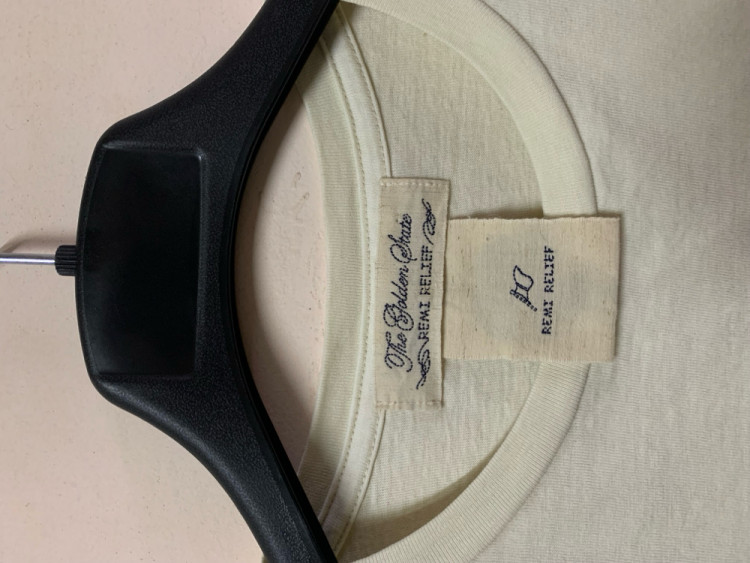 The Golden State
REMI RELIEF
REMI RELIEF